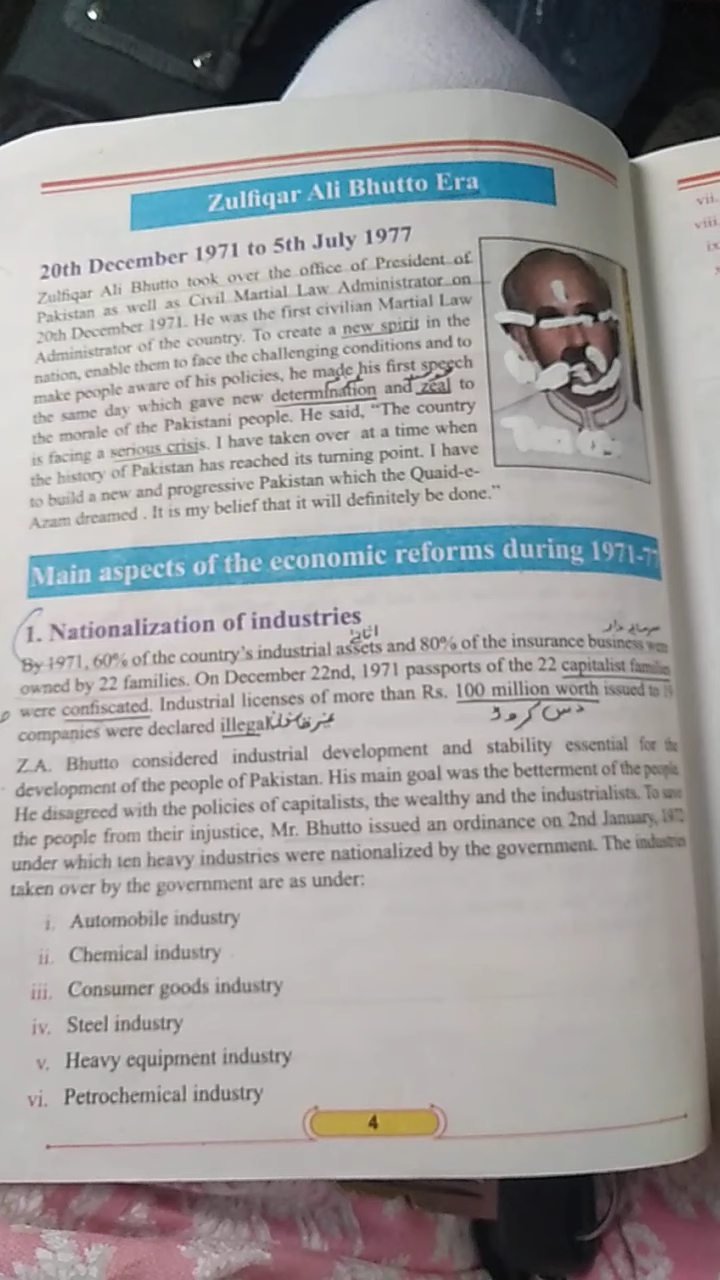 Zulfiqar Ali Bhutto Era
20th December 1971 to 5th July 1977
Zulfiqar Ali Bhutto took over the office of President of
Pakistan as well as Civil Martial Law Administrator on
20th December 1971. He was the first civilian Martial Law
Administrator of the country. To create a new spirit in the
nation, enable them to face the challenging conditions and to
make people aware of his policies, he made his first speech
the same day which gave new determination and zeal to
the morale of the Pakistani people. He said, "The country
is facing a serious crisis. I have taken over at a time when
the history of Pakistan has reached its turning point. I have
to build a new and progressive Pakistan which the Quaid-e-
Azam dreamed . It is my belief that it will definitely be done."
Main aspects of the economic reforms during 1971-77
1. Nationalization of industries
اثاثے
سرمایہ دار
By 1971, 60% of the country's industrial assets and 80% of the insurance business were
owned by 22 families. On December 22nd, 1971 passports of the 22 capitalist families
were confiscated. Industrial licenses of more than Rs. 100 million worth issued to 19
companies were declared illegal. غیر قانونی دس کروڑ
Z.A. Bhutto considered industrial development and stability essential for the
development of the people of Pakistan. His main goal was the betterment of the people.
He disagreed with the policies of capitalists, the wealthy and the industrialists. To save
the people from their injustice, Mr. Bhutto issued an ordinance on 2nd January, 1972
under which ten heavy industries were nationalized by the government. The industries
taken over by the government are as under:
i. Automobile industry
ii. Chemical industry
iii. Consumer goods industry
iv. Steel industry
v. Heavy equipment industry
vi. Petrochemical industry
4
vii.
viii.
ix